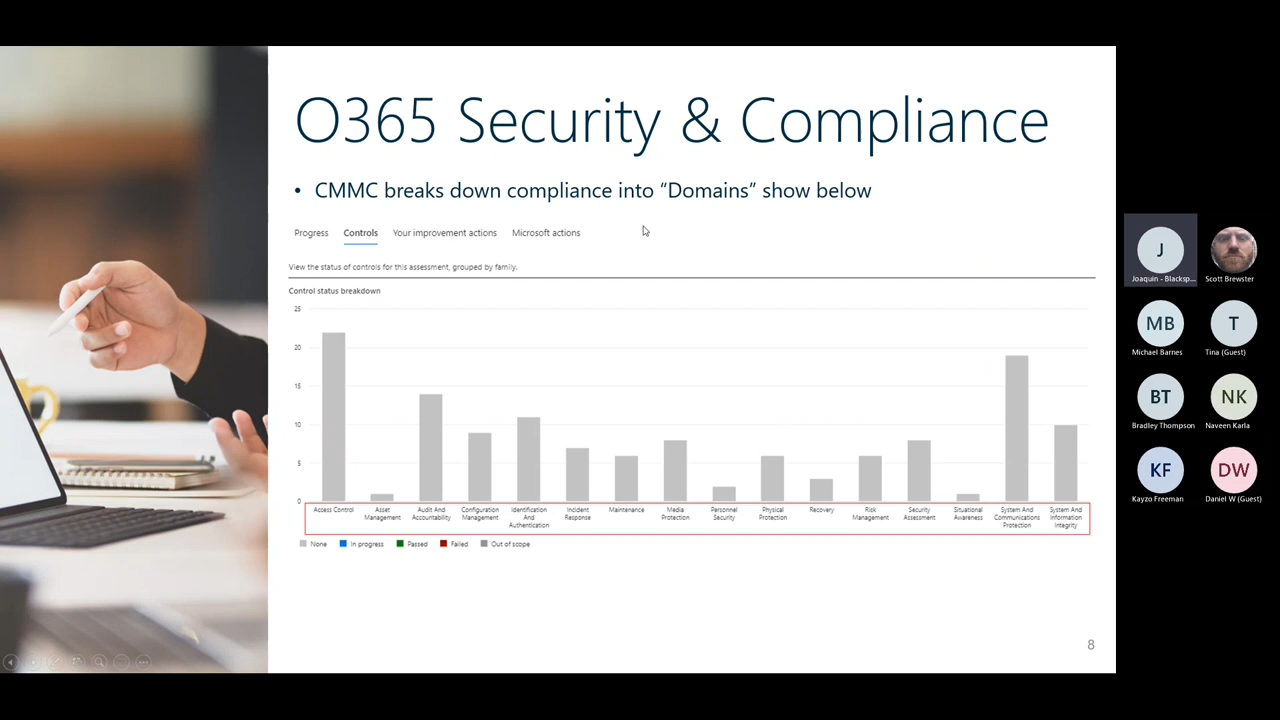 O365 Security & Compliance
• CMMC breaks down compliance into “Domains” show below
Progress Controls Your improvement actions Microsoft actions
View the status of controls for this assessment, grouped by family.
Control status breakdown
25
20
15
10
5
0
Access Control
Asset
Management
Audit And
Accountability
Configuration
Management
Identification
And
Authentication
Incident
Response
Maintenance
Media
Protection
Personnel
Security
Physical
Protection
Recovery
Risk
Management
Security
Assessment
Situational
Awareness
System And
Communications
Protection
System And
Information
Integrity
None In progress Passed Failed Out of scope
8
J
Joaquin - Blacksp...
Scott Brewster
MB
Michael Barnes
T
Tina (Guest)
BT
Bradley Thompson
NK
Naveen Karla
KF
Kayzo Freeman
DW
Daniel W (Guest)